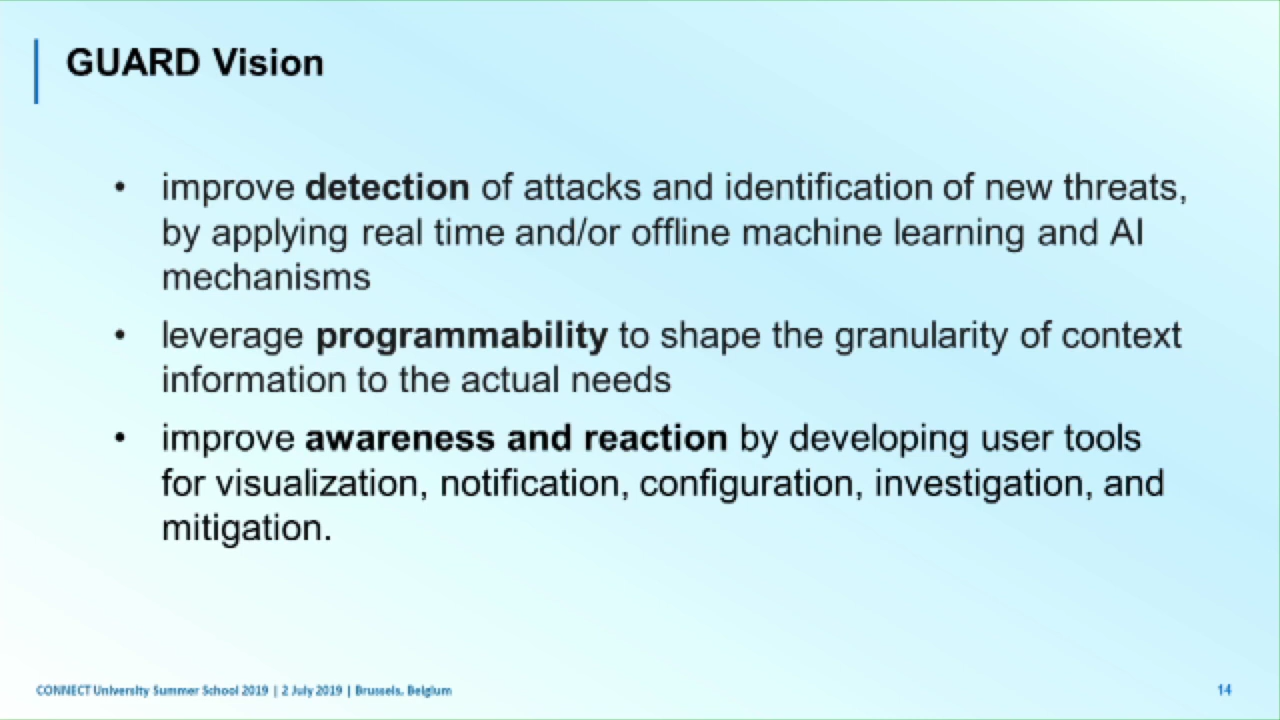 GUARD Vision
• improve detection of attacks and identification of new threats,
by applying real time and/or offline machine learning and AI
mechanisms
• leverage programmability to shape the granularity of context
information to the actual needs
• improve awareness and reaction by developing user tools
for visualization, notification, configuration, investigation, and
mitigation.
CONNECT University Summer School 2019 | 2 July 2019 | Brussels, Belgium
14